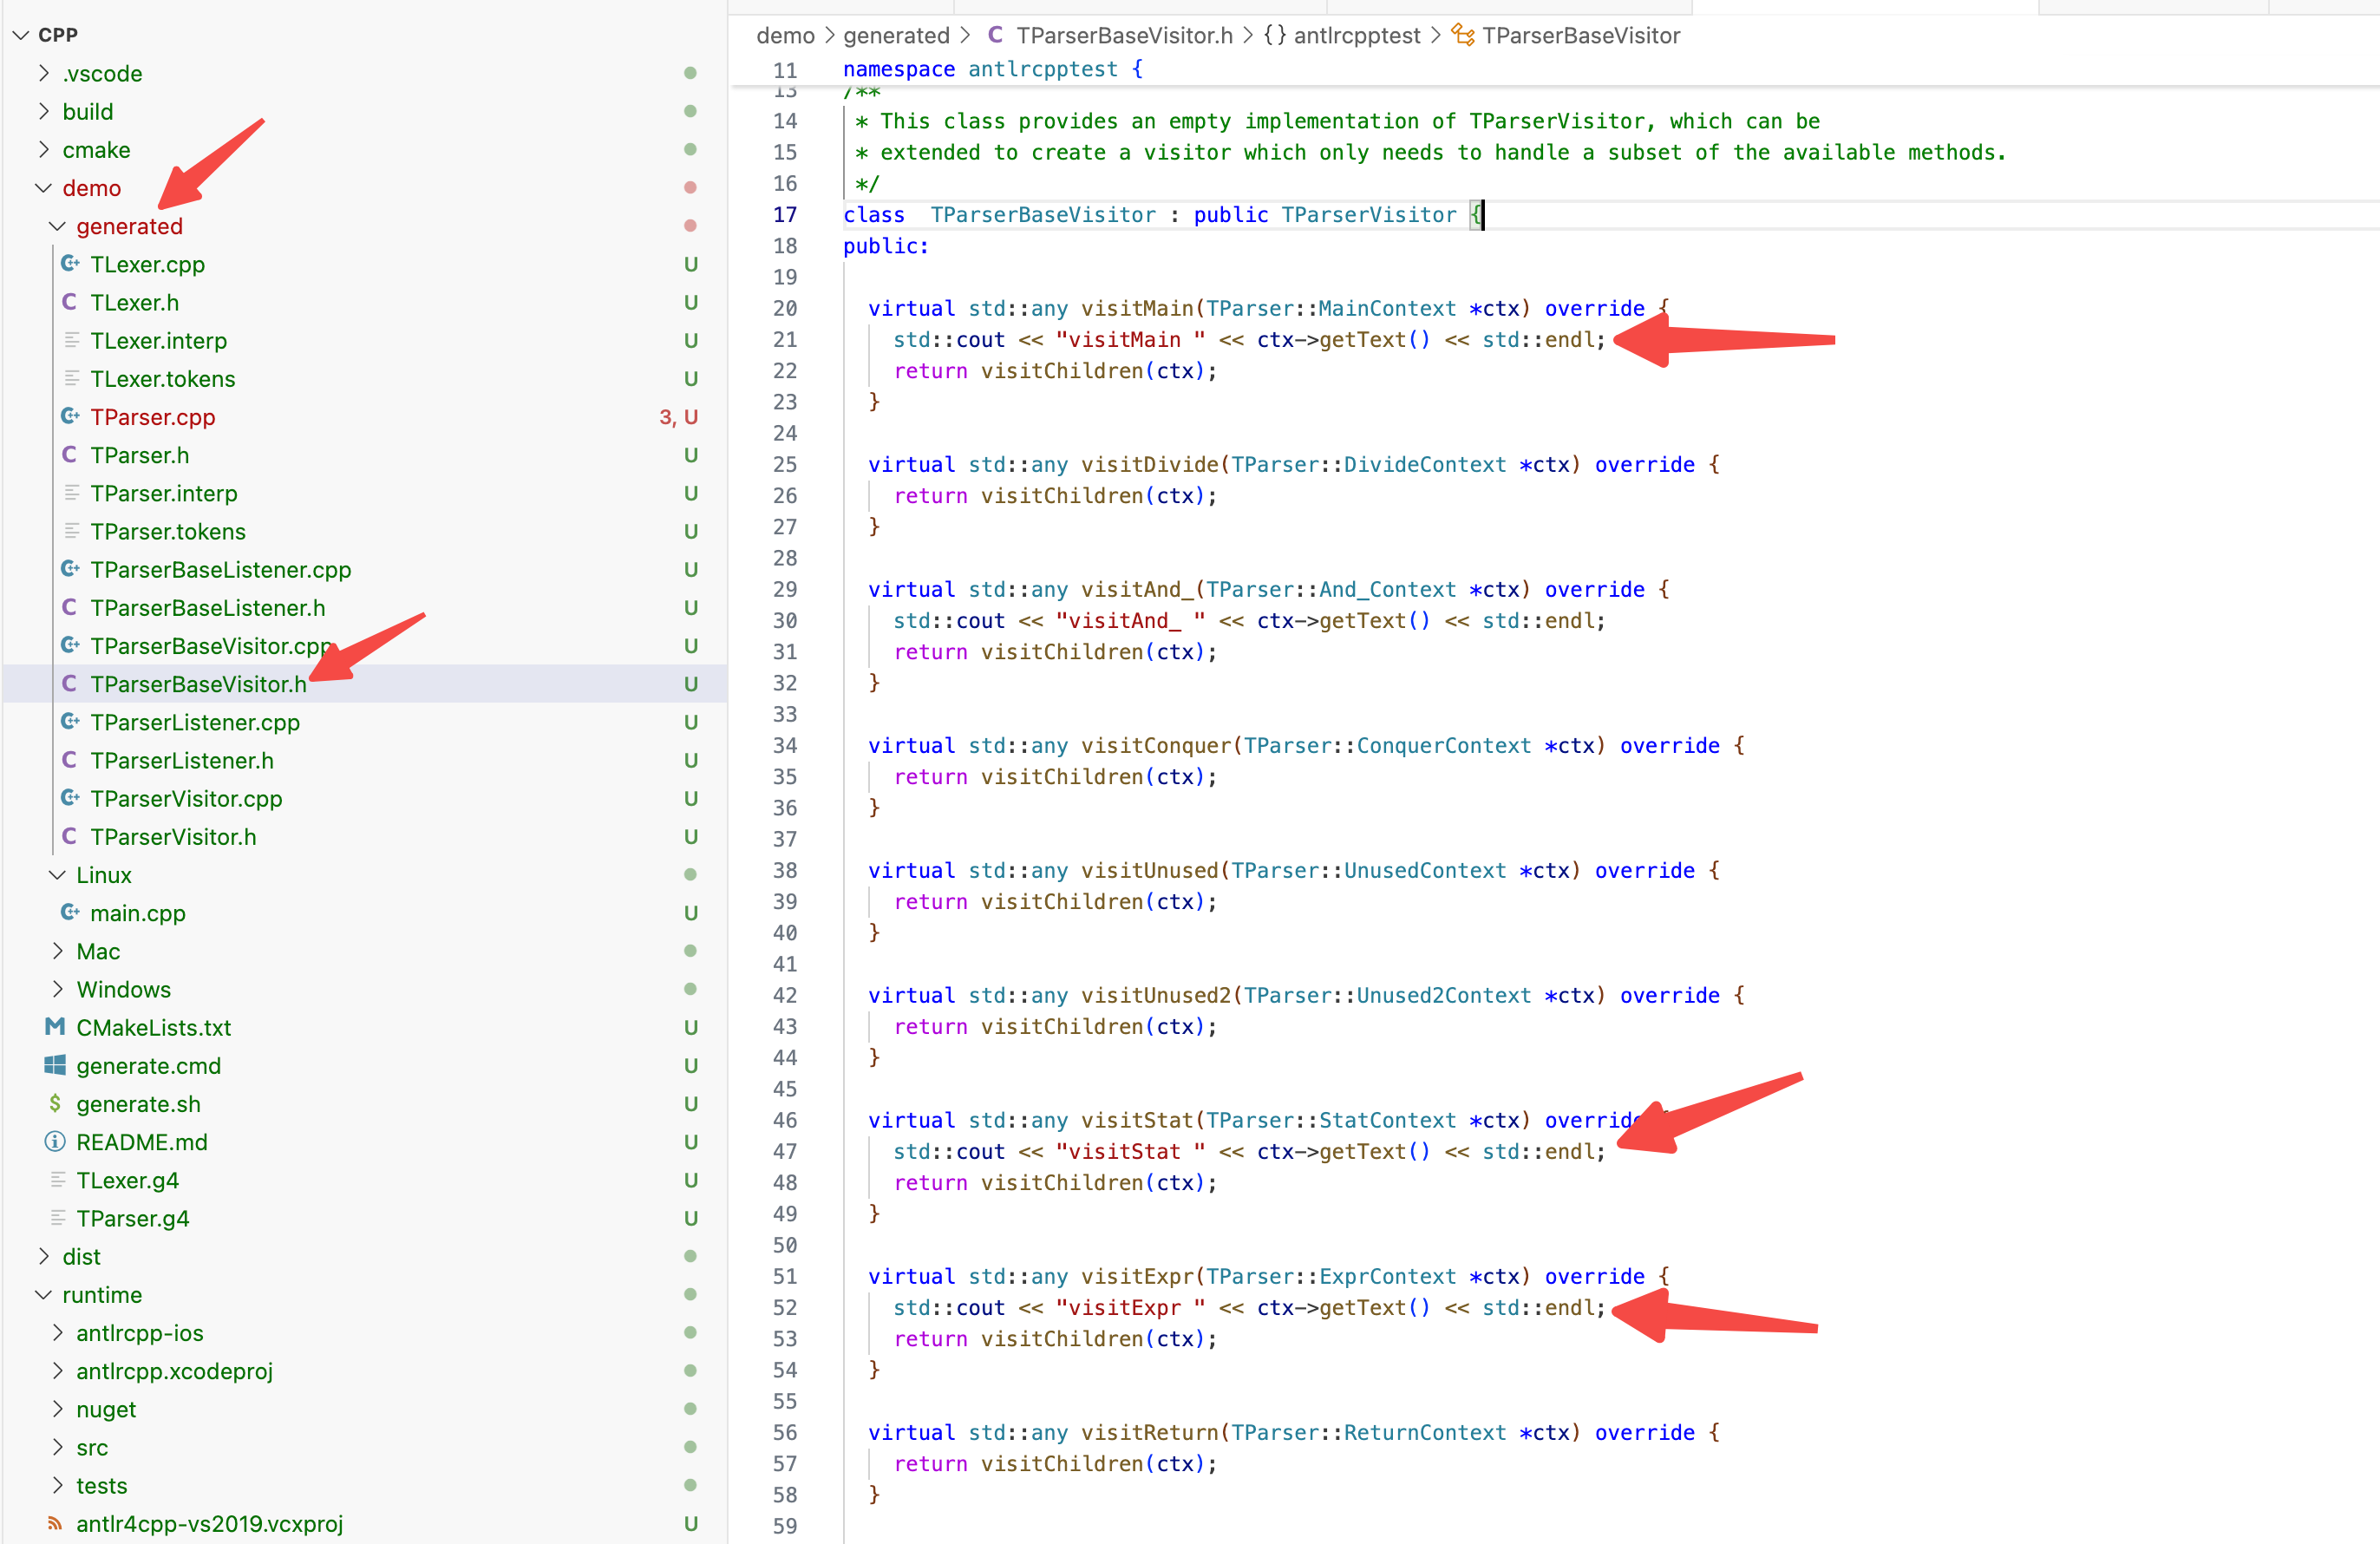 CPP
.vscode
build
cmake
demo
generated
TLexer.cpp U
TLexer.h U
TLexer.interp U
TLexer.tokens U
TParser.cpp 3, U
TParser.h U
TParser.interp U
TParser.tokens U
TParserBaseListener.cpp U
TParserBaseListener.h U
TParserBaseVisitor.cpp U
TParserBaseVisitor.h U
TParserListener.cpp U
TParserListener.h U
TParserVisitor.cpp U
TParserVisitor.h U
Linux
main.cpp U
Mac
Windows
CMakeLists.txt U
generate.cmd U
generate.sh U
README.md U
TLexer.g4 U
TParser.g4 U
dist
runtime
antlrcpp-ios
antlrcpp.xcodeproj
nuget
src
tests
antlr4cpp-vs2019.vcxproj U
demo > generated > C TParserBaseVisitor.h > {} antlrcpptest > TParserBaseVisitor
11 namespace antlrcpptest {
13 /**
14 * This class provides an empty implementation of TParserVisitor, which can be
15 * extended to create a visitor which only needs to handle a subset of the available methods.
16 */
17 class  TParserBaseVisitor : public TParserVisitor {
18 public:
19
20 virtual std::any visitMain(TParser::MainContext *ctx) override {
21 std::cout << "visitMain " << ctx->getText() << std::endl;
22 return visitChildren(ctx);
23 }
24
25 virtual std::any visitDivide(TParser::DivideContext *ctx) override {
26 return visitChildren(ctx);
27 }
28
29 virtual std::any visitAnd_(TParser::And_Context *ctx) override {
30 std::cout << "visitAnd_ " << ctx->getText() << std::endl;
31 return visitChildren(ctx);
32 }
33
34 virtual std::any visitConquer(TParser::ConquerContext *ctx) override {
35 return visitChildren(ctx);
36 }
37
38 virtual std::any visitUnused(TParser::UnusedContext *ctx) override {
39 return visitChildren(ctx);
40 }
41
42 virtual std::any visitUnused2(TParser::Unused2Context *ctx) override {
43 return visitChildren(ctx);
44 }
45
46 virtual std::any visitStat(TParser::StatContext *ctx) override {
47 std::cout << "visitStat " << ctx->getText() << std::endl;
48 return visitChildren(ctx);
49 }
50
51 virtual std::any visitExpr(TParser::ExprContext *ctx) override {
52 std::cout << "visitExpr " << ctx->getText() << std::endl;
53 return visitChildren(ctx);
54 }
55
56 virtual std::any visitReturn(TParser::ReturnContext *ctx) override {
57 return visitChildren(ctx);
58 }
59